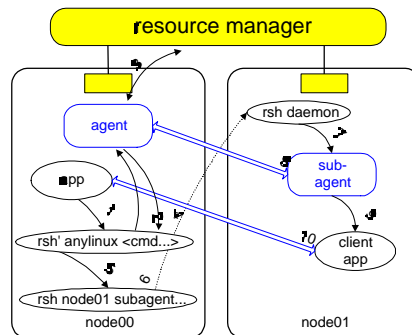 resource manager
agent
rsh daemon
sub-
agent
app
rsh' anylinux <cmd...>
client
app
rsh node01 subagent...
6
5
10
node00
node01